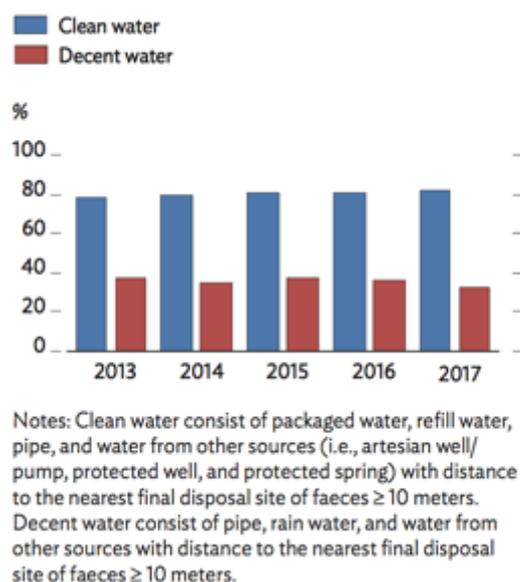 Clean water
Decent water
%
100
80
60
40
20
0
2013 2014 2015 2016 2017
Notes: Clean water consist of packaged water, refill water,
pipe, and water from other sources (i.e., artesian well/
pump, protected well, and protected spring) with distance
to the nearest final disposal site of faeces ≥ 10 meters.
Decent water consist of pipe, rain water, and water from
other sources with distance to the nearest final disposal
site of faeces ≥ 10 meters.